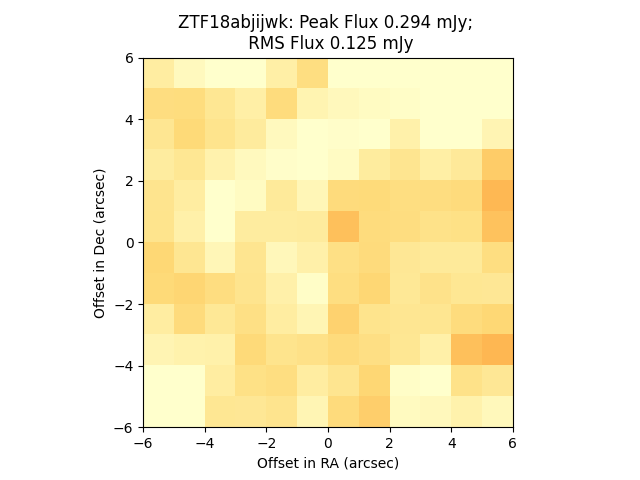 ZTF18abjijwk: Peak Flux 0.294 mJy;
RMS Flux 0.125 mJy
6
4
2
0
−2
−4
−6
Offset in Dec (arcsec)
−6 −4 −2 0 2 4 6
Offset in RA (arcsec)